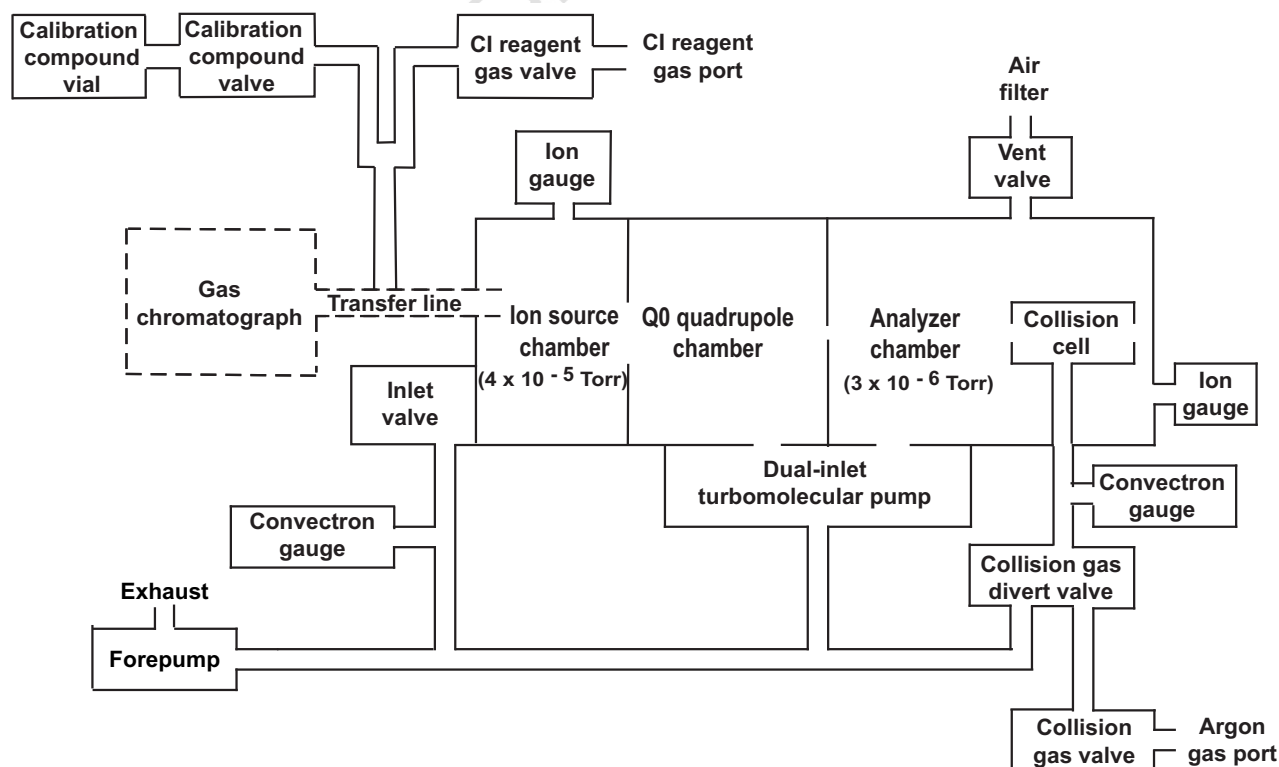 Calibration
compound
vial
Calibration
compound
valve
CI reagent
gas valve
CI reagent
gas port
Air
filter
Ion
gauge
Vent
valve
Gas
chromatograph
Transfer line
Ion source
chamber
(4 x 10 - 5 Torr)
Q0 quadrupole
chamber
Analyzer
chamber
(3 x 10 - 6 Torr)
Collision
cell
Inlet
valve
Ion
gauge
Dual-inlet
turbomolecular pump
Convectron
gauge
Convectron
gauge
Collision gas
divert valve
Exhaust
Forepump
Collision
gas valve
Argon
gas port